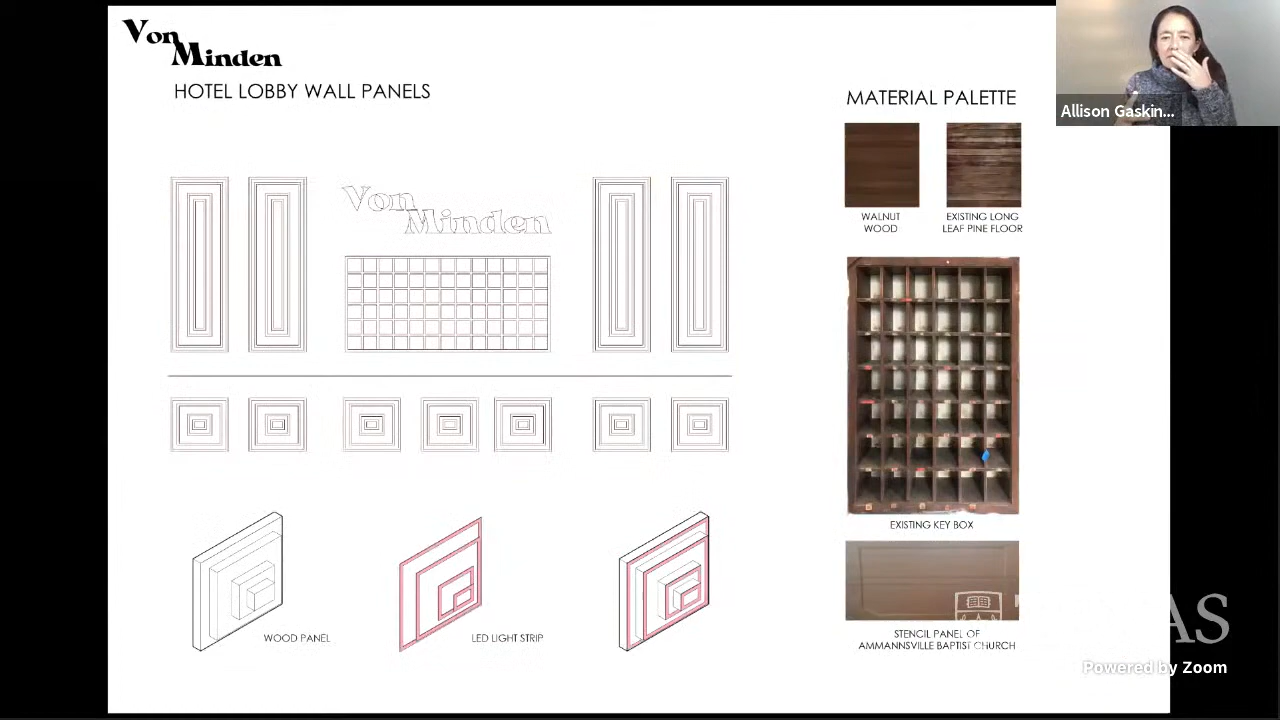 Von
Minden
HOTEL LOBBY WALL PANELS
MATERIAL PALETTE
Allison Gaskin...
WALNUT
WOOD
EXISTING LONG
LEAF PINE FLOOR
Von
Minden
EXISTING KEY BOX
WOOD PANEL
LED LIGHT STRIP
STENCIL PANEL OF
AMMANNSVILLE BAPTIST CHURCH
AS
Powered by Zoom